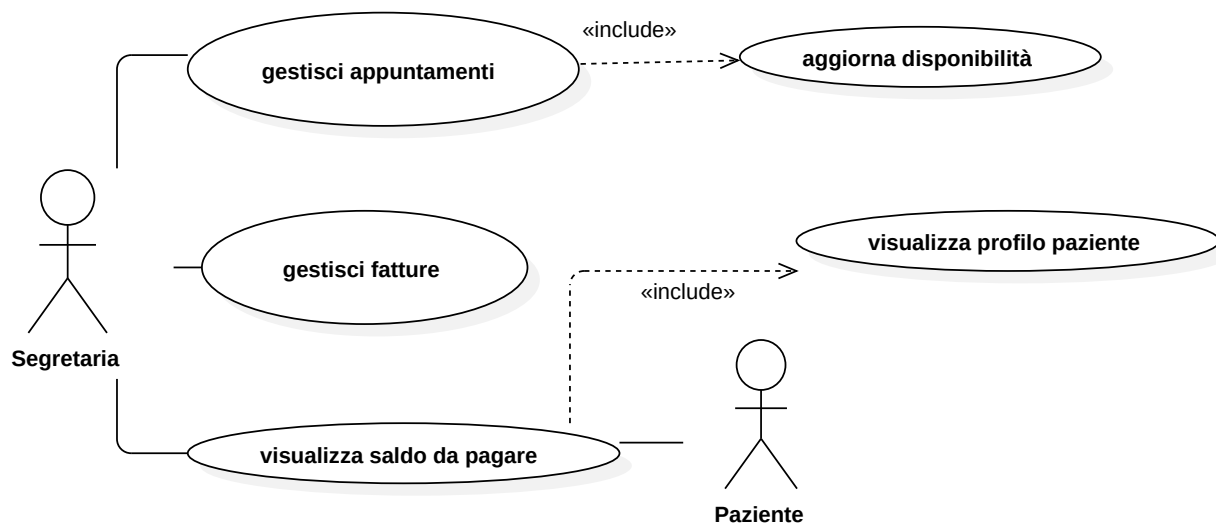 «include»
gestisci appuntamenti
aggiorna disponibilità
visualizza profilo paziente
gestisci fatture
«include»
Segretaria
visualizza saldo da pagare
Paziente